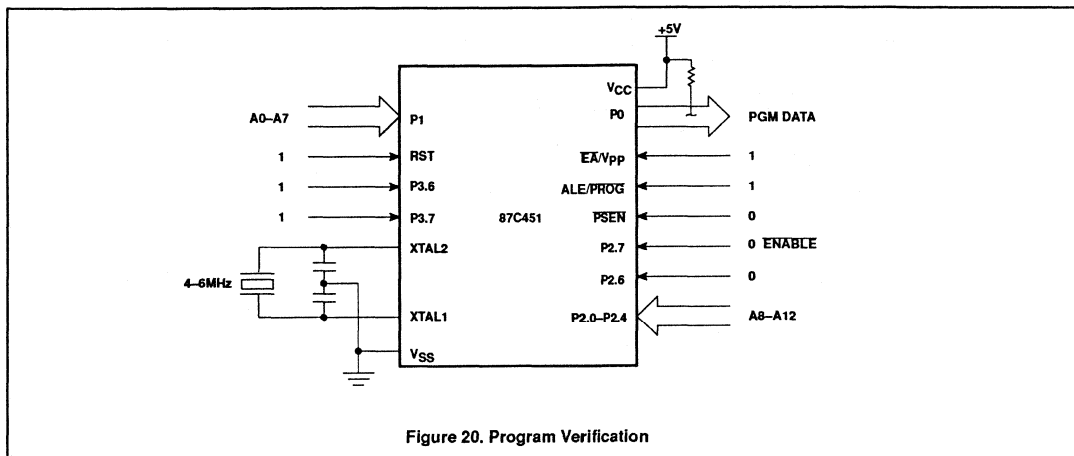 +5V
VCC
A0–A7
P1
P0
PGM DATA
1
RST
EA/VPP
1
1
P3.6
ALE/PROG
1
1
P3.7
87C451
PSEN
0
XTAL2
P2.7
0 ENABLE
4–6MHz
P2.6
0
XTAL1
P2.0–P2.4
A8–A12
VSS
Figure 20. Program Verification